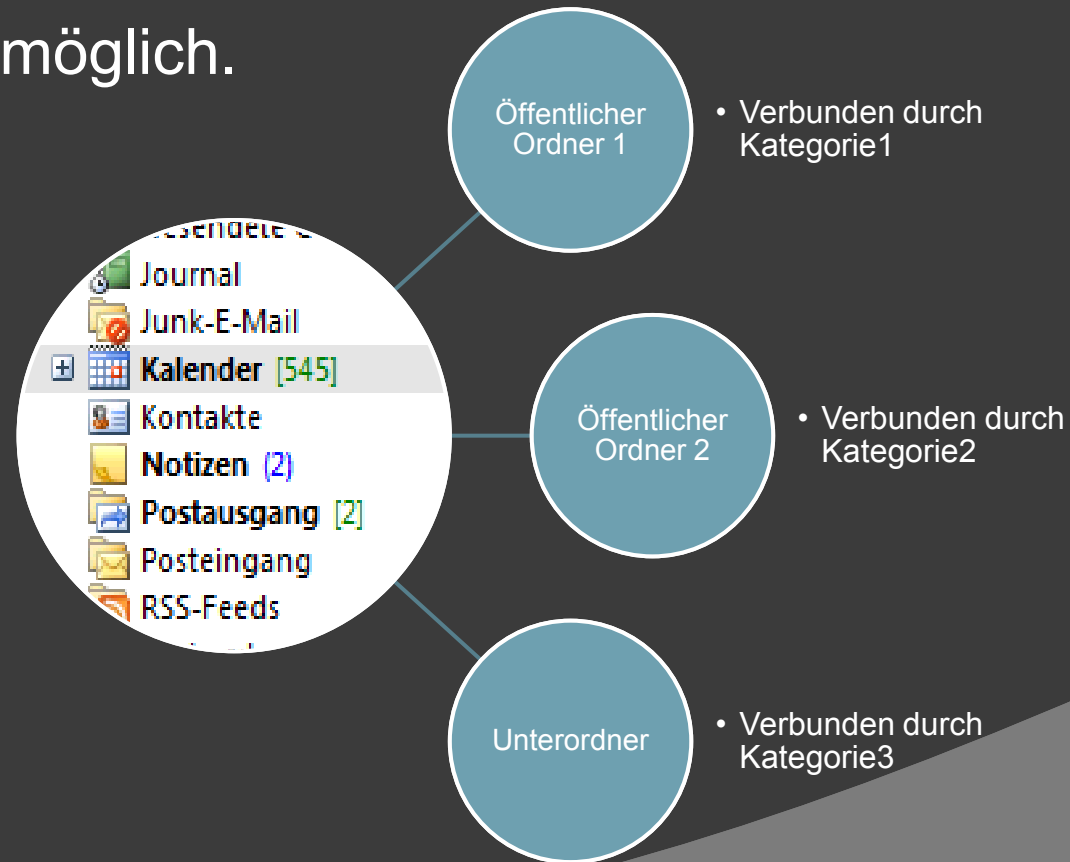 möglich.
Öffentlicher
Ordner 1
• Verbunden durch
Kategorie1
Journal
Junk-E-Mail
Kalender [545]
Kontakte
Notizen (2)
Postausgang [2]
Posteingang
RSS-Feeds
Öffentlicher
Ordner 2
• Verbunden durch
Kategorie2
Unterordner
• Verbunden durch
Kategorie3